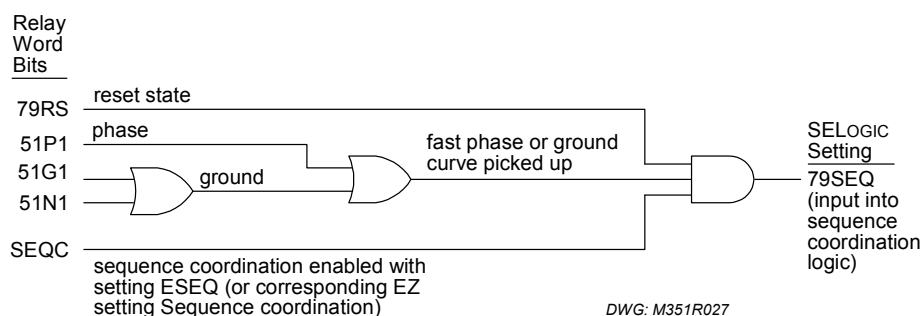 Relay
Word
Bits
79RS
reset state
51P1
phase
51G1
51N1
ground
fast phase or ground
curve picked up
SELOGIC
Setting
79SEQ
(input into
sequence
coordination
logic)
SEQC
sequence coordination enabled with
setting ESEQ (or corresponding EZ
setting Sequence coordination)
DWG: M351R027